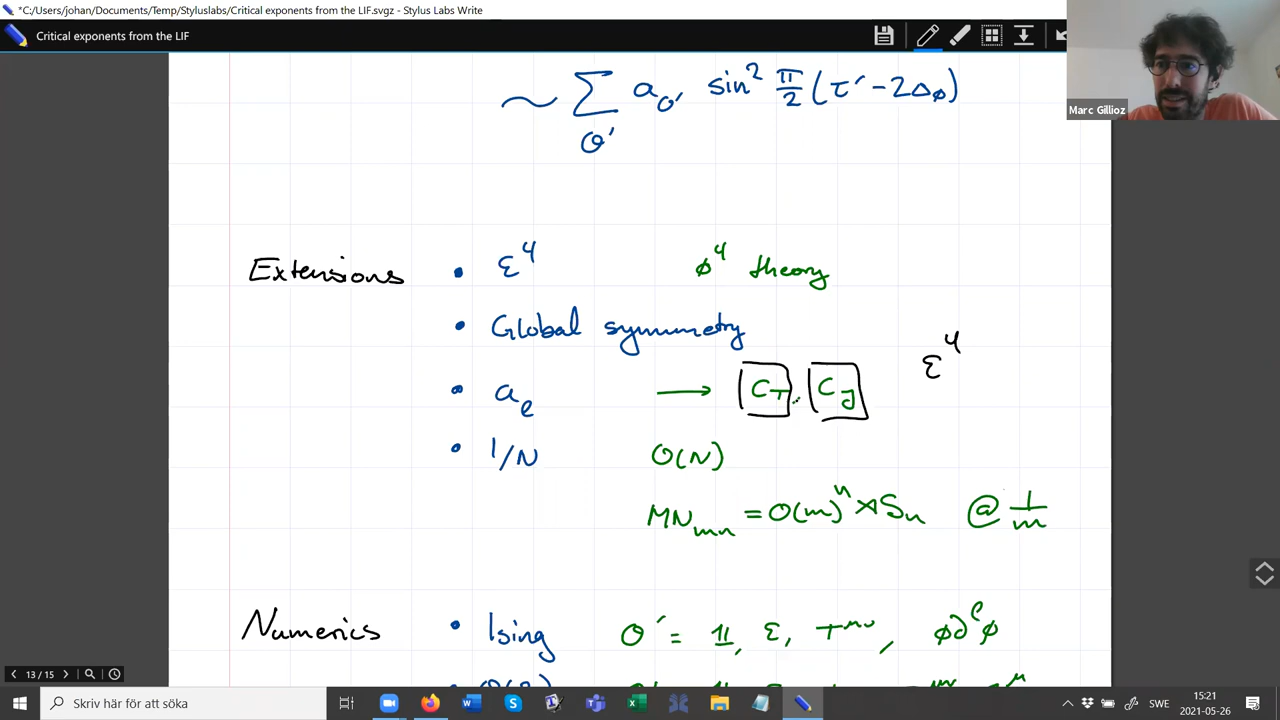 *C:/Users/johan/Documents/Temp/Styluslabs/Critical exponents from the LIF.svgz - Stylus Labs Write
Critical exponents from the LIF
Marc Gillioz
~ ∑ a_O' sin² π/2 (τ' - 2Δ_φ)
O'
Extensions • ε⁴ φ⁴ theory
• Global symmetry
ε⁴
• a_ℓ → C_T, C_J
• 1/N O(N)
MN_mn = O(m)ⁿ ⋊ S_n @ 1/m
Numerics • Ising O' = 𝟙, ε, T^μν, φ∂^ℓφ
13 / 15
Skriv här för att söka
SWE
15:21
2021-05-26